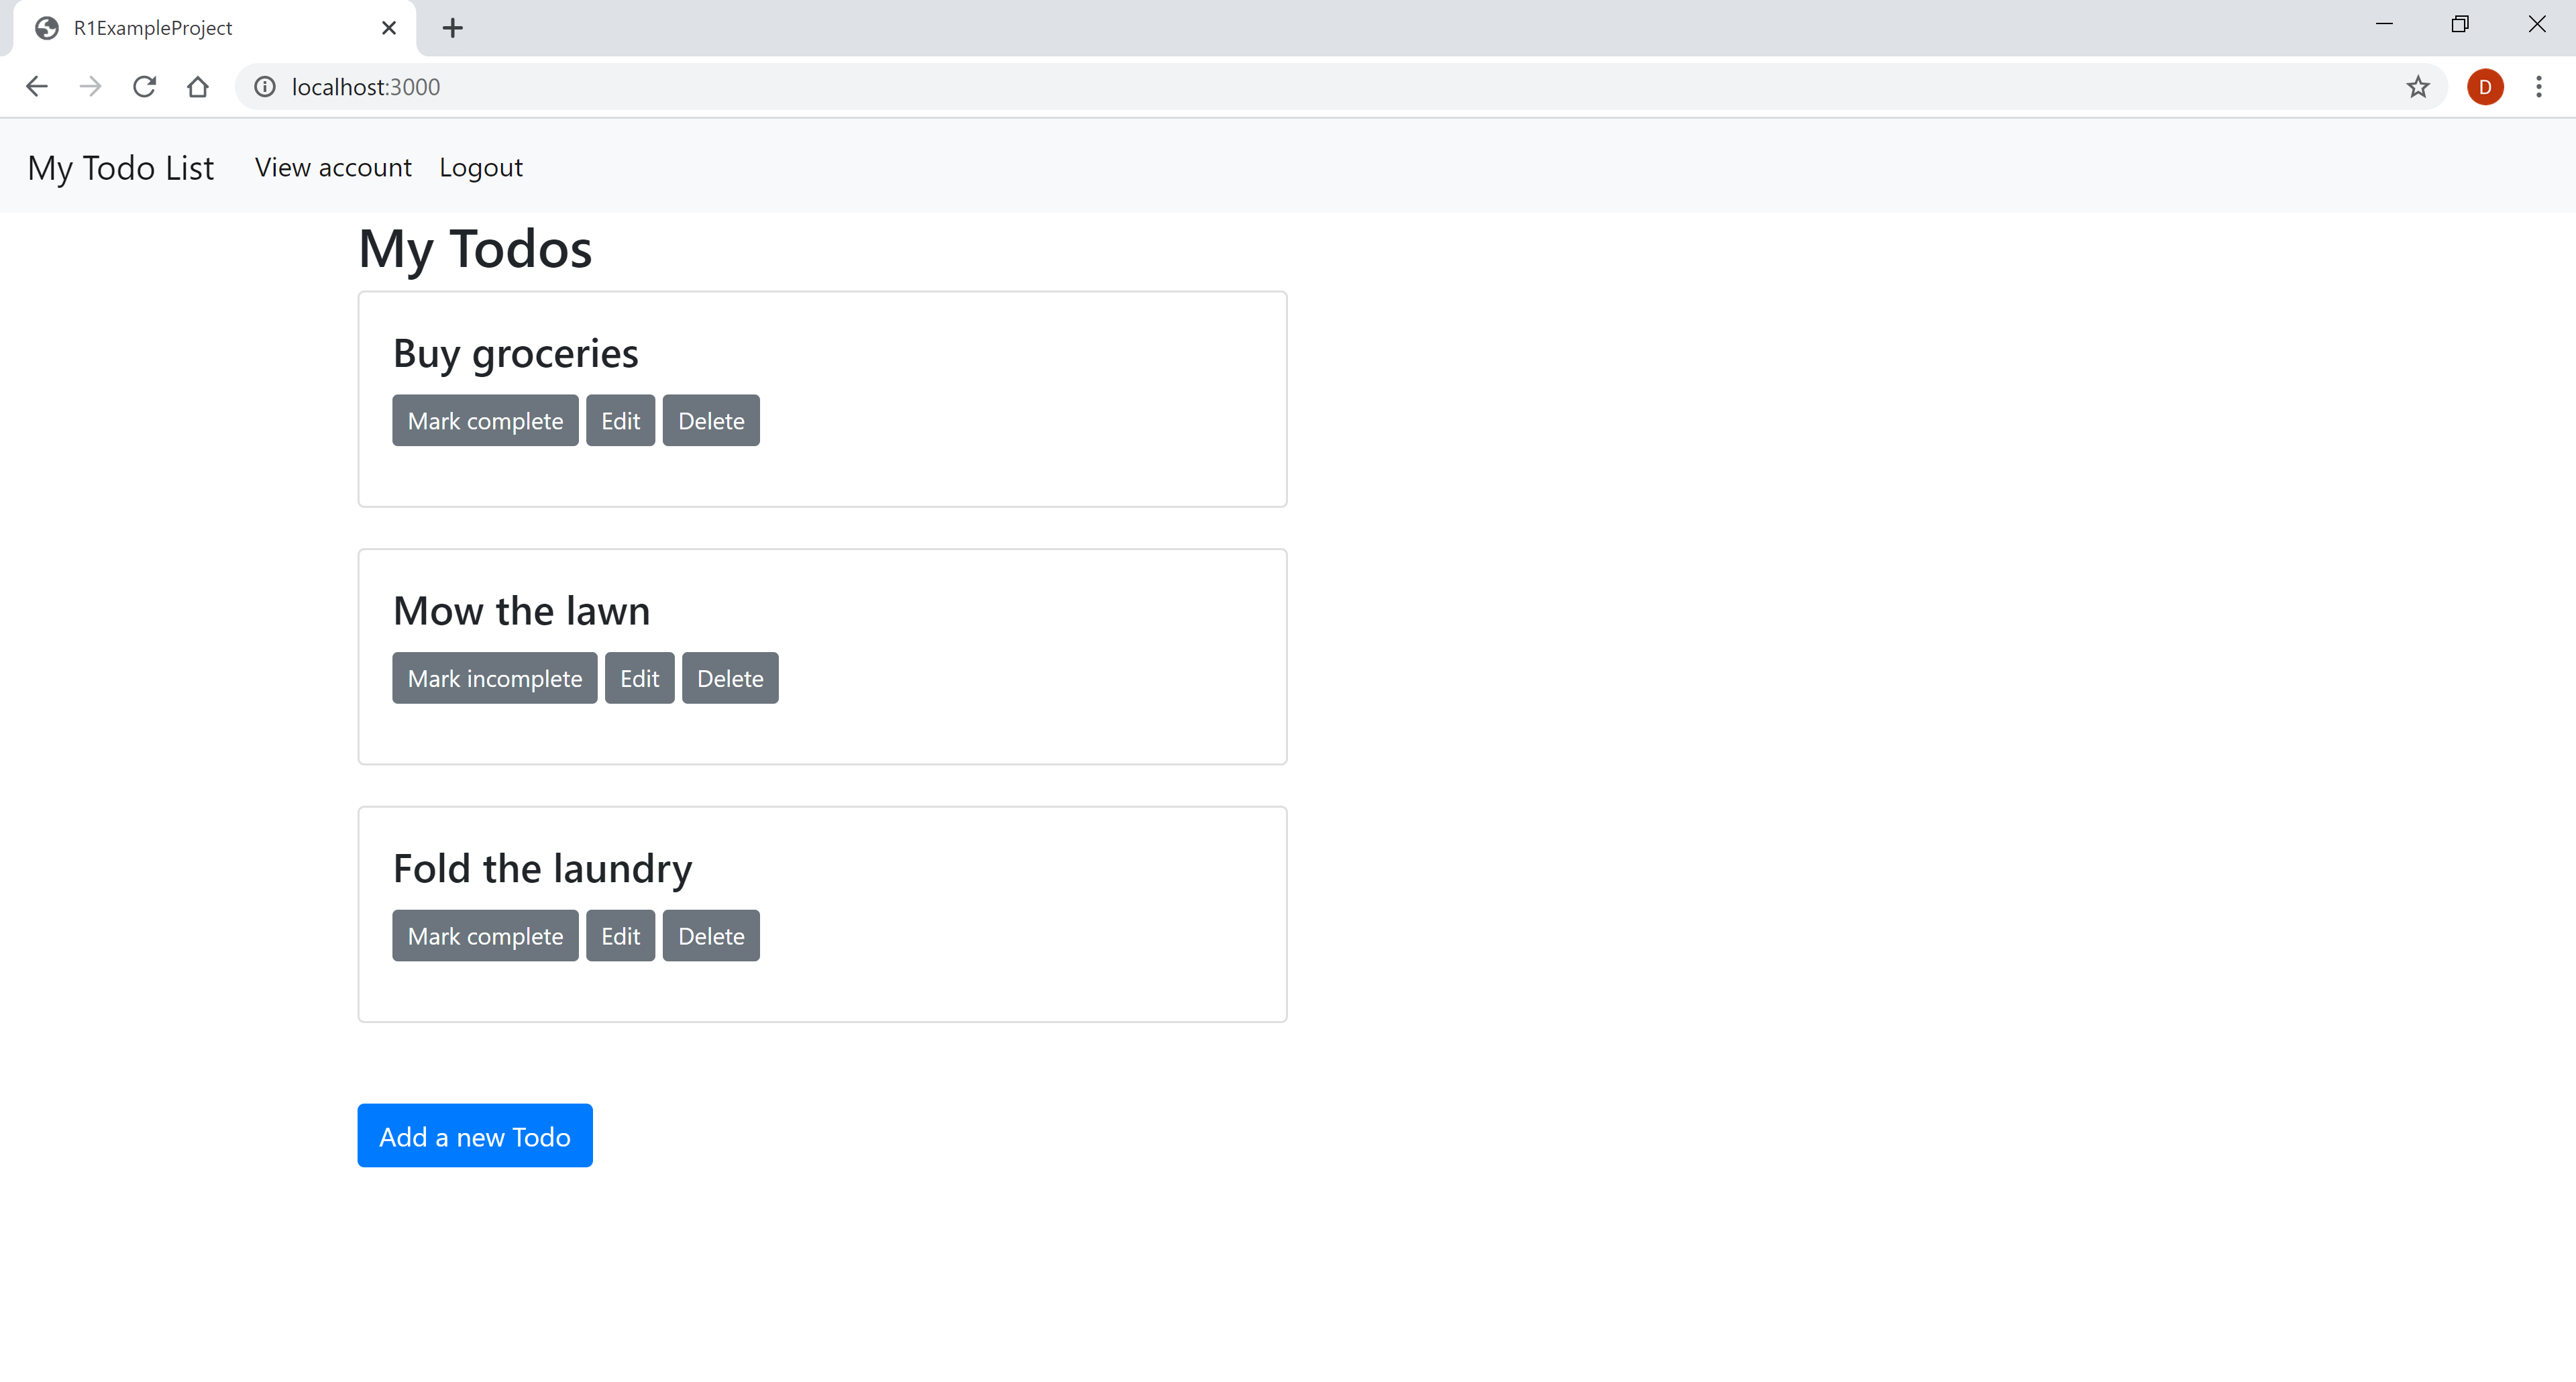 R1ExampleProject
localhost:3000
D
My Todo List View account Logout
My Todos
Buy groceries
Mark complete Edit Delete
Mow the lawn
Mark incomplete Edit Delete
Fold the laundry
Mark complete Edit Delete
Add a new Todo